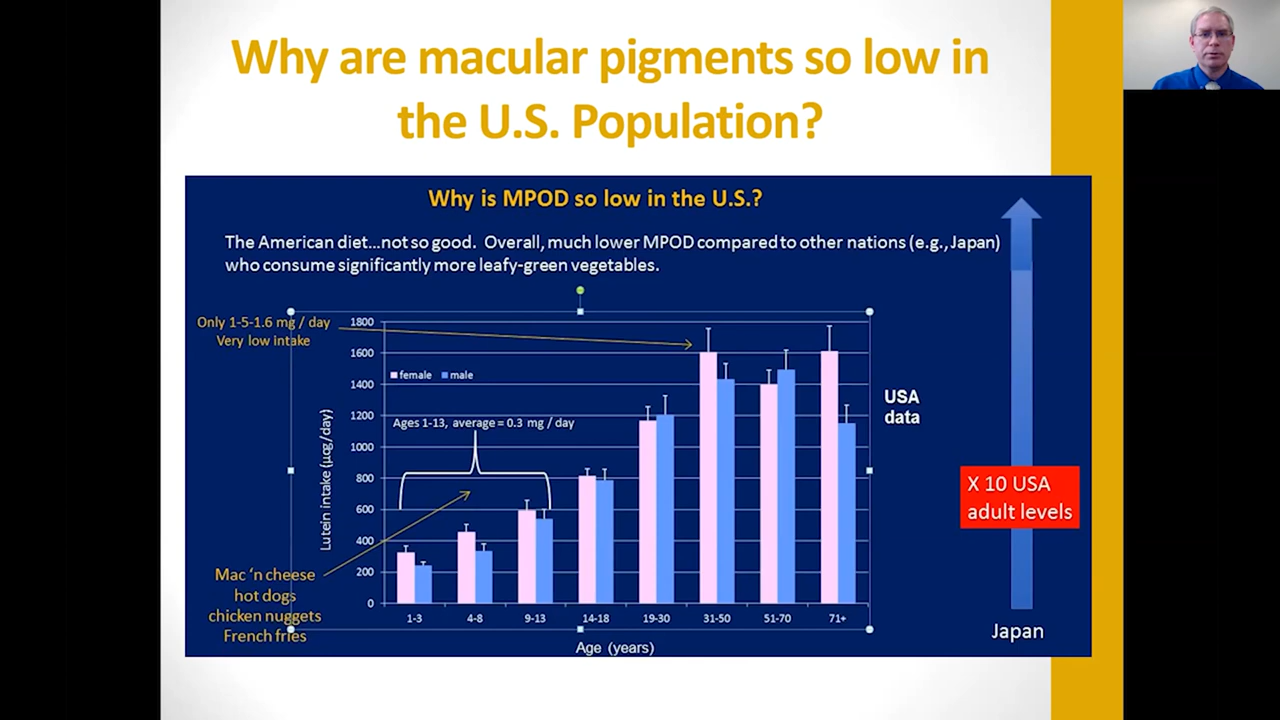 Why are macular pigments so low in
the U.S. Population?
Why is MPOD so low in the U.S.?
The American diet...not so good. Overall, much lower MPOD compared to other nations (e.g., Japan)
who consume significantly more leafy-green vegetables.
Only 1-5-1.6 mg / day
Very low intake
1800
1600
1400
1200
1000
800
600
400
200
0
female
male
Ages 1-13, average = 0.3 mg / day
Lutein intake (µcg/day)
Mac 'n cheese
hot dogs
chicken nuggets
French fries
1-3
4-8
9-13
14-18
19-30
31-50
51-70
71+
Age (years)
USA
data
X 10 USA
adult levels
Japan